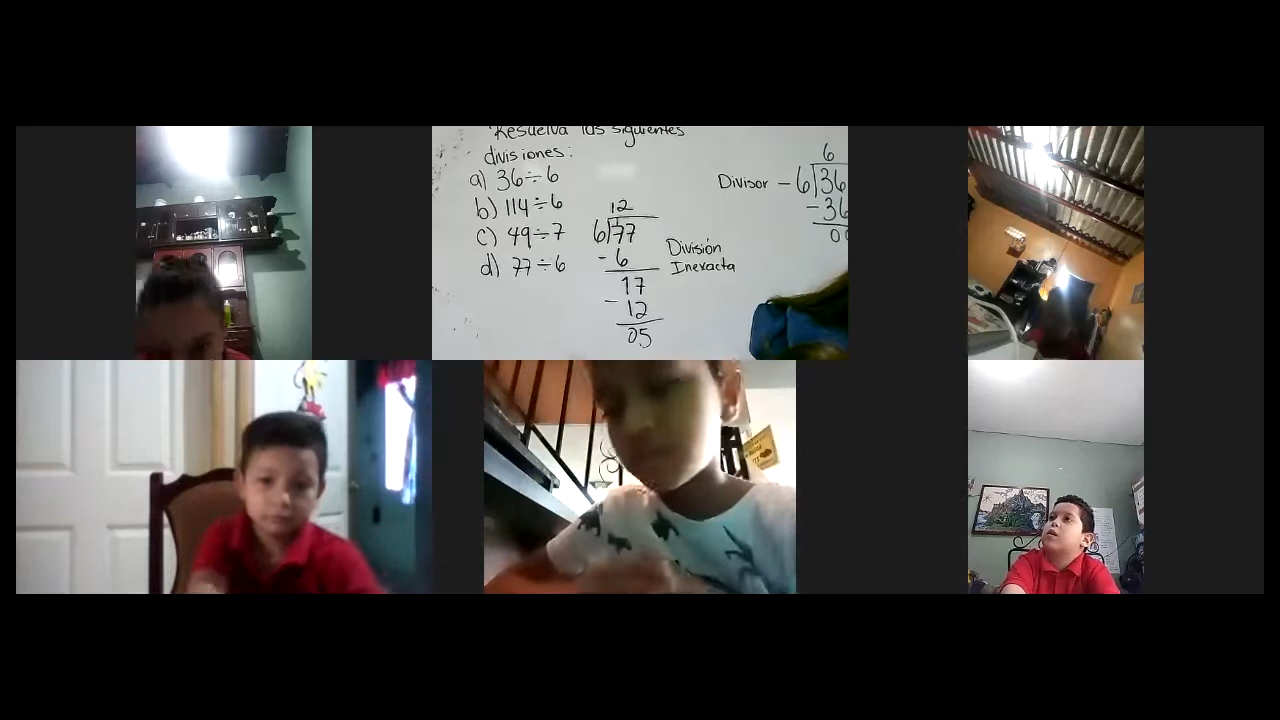 Resuelva las siguientes
divisiones:
a) 36÷6
b) 114÷6
c) 49÷7
d) 77÷6
12
6 77
- 6
17
- 12
05
División
Inexacta
6
Divisor - 6 36
- 36
00